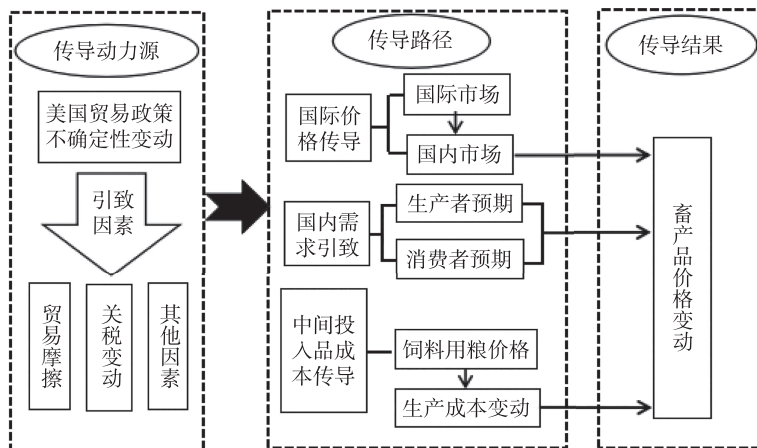 传导动力源
美国贸易政策
不确定性变动
引致
因素
贸易摩擦
关税变动
其他因素
传导路径
国际价
格传导
国际市场
国内市场
国内需
求引致
生产者预期
消费者预期
中间投
入品成
本传导
饲料用粮价格
生产成本变动
传导结果
畜产品价格变动